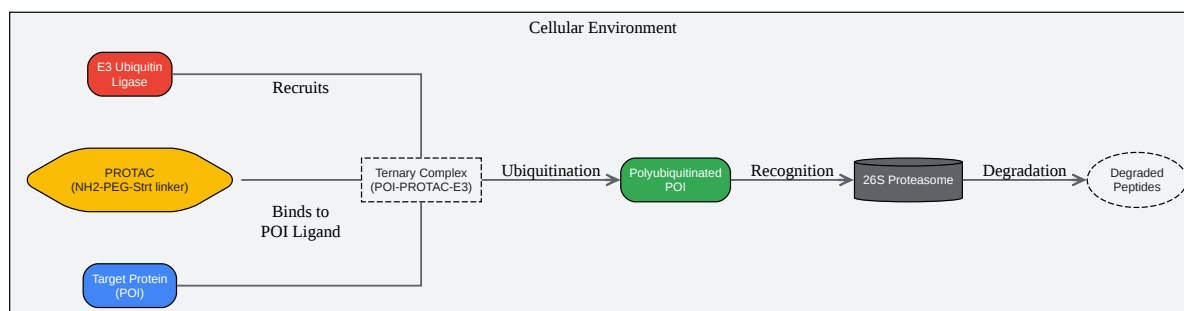 Cellular Environment
E3 Ubiquitin
Ligase
Recruits
PROTAC
(NH2-PEG-Strt linker)
Binds to
POI Ligand
Target Protein
(POI)
Ternary Complex
(POI-PROTAC-E3)
Ubiquitination
Polyubiquitinated
POI
Recognition
26S Proteasome
Degradation
Degraded
Peptides